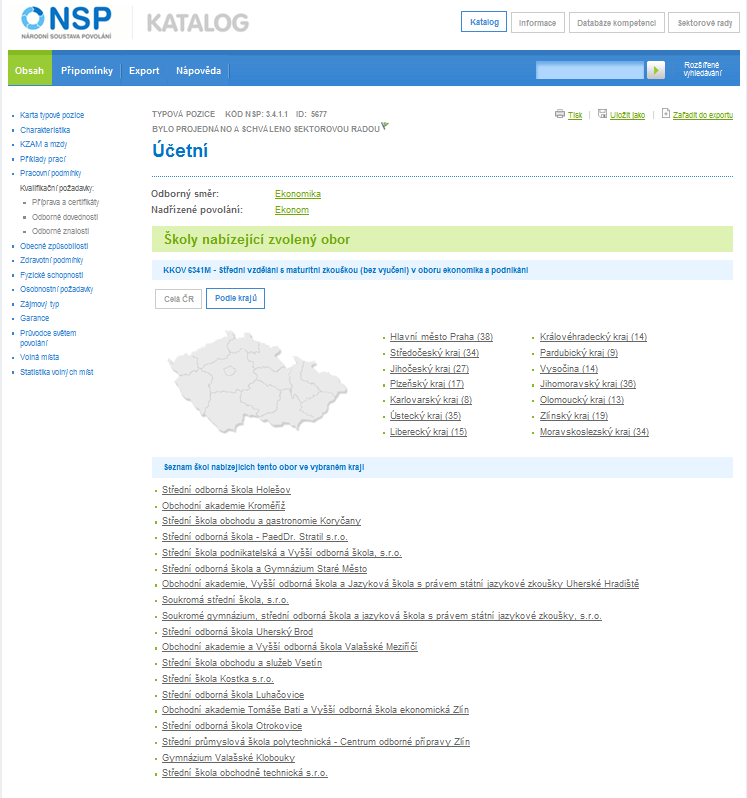 NSP
NÁRODNÍ SOUSTAVA POVOLÁNÍ
KATALOG
Katalog
Informace
Databáze kompetencí
Sektorové rady
Obsah
Připomínky
Export
Nápověda
Rozšířené
vyhledávání
Karta typové pozice
Charakteristika
KZAM a mzdy
Příklady prací
Pracovní podmínky
Kvalifikační požadavky:
Příprava a certifikáty
Odborné dovednosti
Odborné znalosti
Obecné způsobilosti
Zdravotní podmínky
Fyzické schopnosti
Osobnostní požadavky
Zájmový typ
Garance
Průvodce světem
povolání
Volná místa
Statistika volných míst
TYPOVÁ POZICE KÓD NSP: 3.4.1.1 ID: 5677
BYLO PROJEDNÁNO A SCHVÁLENO SEKTOROVOU RADOU
Tisk
Uložit jako
Zařadit do exportu
Účetní
Odborný směr: Ekonomika
Nadřízené povolání: Ekonom
Školy nabízející zvolený obor
KKOV 6341M - Střední vzdělání s maturitní zkouškou (bez vyučení) v oboru ekonomika a podnikání
Celá ČR
Podle krajů
Hlavní město Praha (38)
Středočeský kraj (34)
Jihočeský kraj (27)
Plzeňský kraj (17)
Karlovarský kraj (8)
Ústecký kraj (35)
Liberecký kraj (15)
Královéhradecký kraj (14)
Pardubický kraj (9)
Vysočina (14)
Jihomoravský kraj (36)
Olomoucký kraj (13)
Zlínský kraj (19)
Moravskoslezský kraj (34)
Seznam škol nabízejících tento obor ve vybraném kraji
Střední odborná škola Holešov
Obchodní akademie Kroměříž
Střední škola obchodu a gastronomie Koryčany
Střední odborná škola - PaedDr. Stratil s.r.o.
Střední škola podnikatelská a Vyšší odborná škola, s.r.o.
Střední škola a Gymnázium Staré Město
Obchodní akademie, Vyšší odborná škola a Jazyková škola s právem státní jazykové zkoušky Uherské Hradiště
Soukromá střední škola, s.r.o.
Soukromé gymnázium, střední odborná škola a jazyková škola s právem státní jazykové zkoušky, s.r.o.
Střední odborná škola Uherský Brod
Obchodní akademie a Vyšší odborná škola Valašské Meziříčí
Střední škola obchodu a služeb Vsetín
Střední škola Kostka s.r.o.
Střední odborná škola Luhačovice
Obchodní akademie Tomáše Bati a Vyšší odborná škola ekonomická Zlín
Střední odborná škola Otrokovice
Střední průmyslová škola polytechnická - Centrum odborné přípravy Zlín
Gymnázium Valašské Klobouky
Střední škola obchodně technická s.r.o.